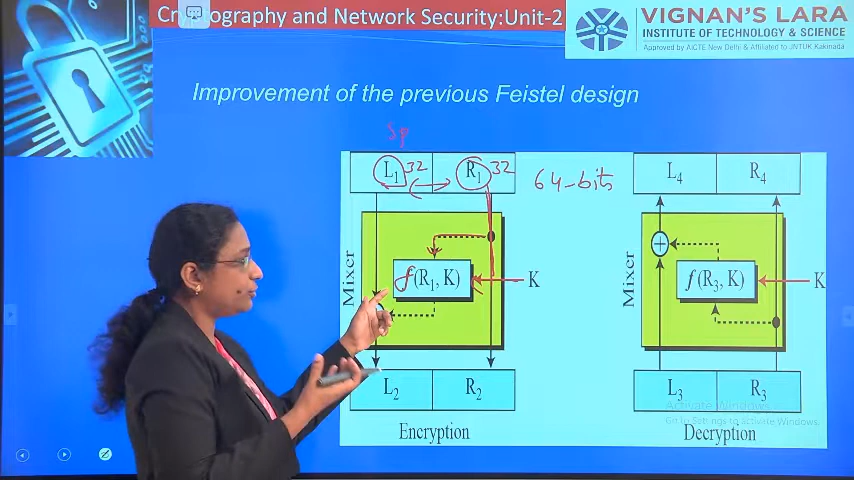 Cryptography and Network Security:Unit-2
VIGNAN'S LARA
INSTITUTE OF TECHNOLOGY & SCIENCE
Approved by AICTE New Delhi & Affiliated to JNTUK Kakinada
Improvement of the previous Feistel design
Sp
L1 32 R1 32 64-bits
L4 R4
Mixer
f(R1, K)
K
Mixer
f(R3, K)
K
L2 R2
L3 R3
Activate Windows
Go to Settings to activate Windows.
Encryption
Decryption